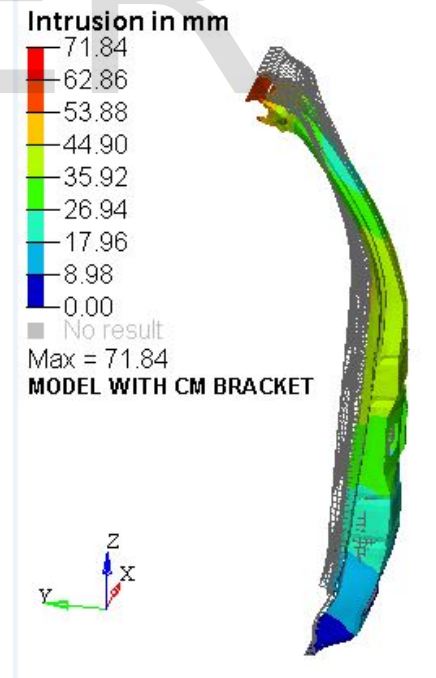 Intrusion in mm
71.84
62.86
53.88
44.90
35.92
26.94
17.96
8.98
0.00
No result
Max = 71.84
MODEL WITH CM BRACKET
Z
X
Y